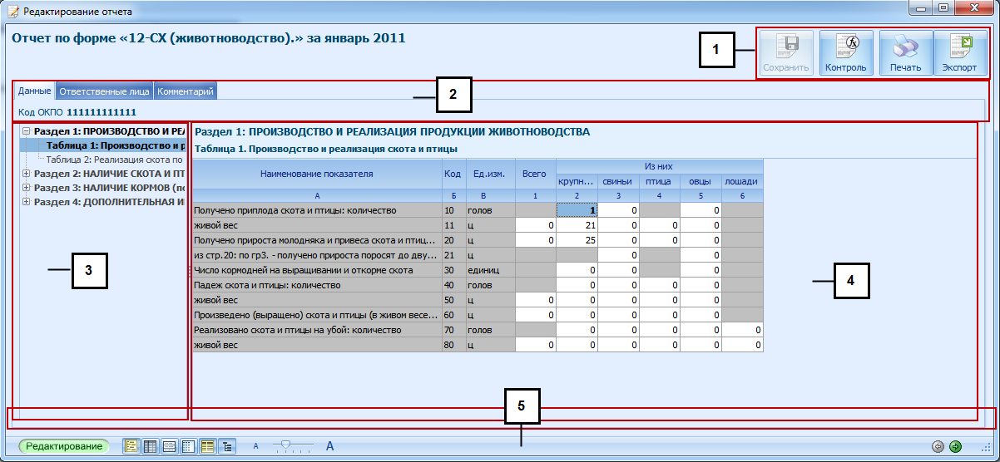 Редактирование отчета
Отчет по форме «12-СХ (животноводство).» за январь 2011
1
Сохранить
Контроль
Печать
Экспорт
Данные Ответственные лица Комментарий
2
Код ОКПО 111111111111
Раздел 1: ПРОИЗВОДСТВО И РЕА
Таблица 1: Производство и р
Таблица 2: Реализация скота по
Раздел 2: НАЛИЧИЕ СКОТА И ПТ
Раздел 3: НАЛИЧИЕ КОРМОВ (по
Раздел 4: ДОПОЛНИТЕЛЬНАЯ И
3
Раздел 1: ПРОИЗВОДСТВО И РЕАЛИЗАЦИЯ ПРОДУКЦИИ ЖИВОТНОВОДСТВА
Таблица 1. Производство и реализация скота и птицы
Наименование показателя Код Ед.изм. Всего Из них
крупн... свиньи птица овцы лошади
А Б В 1 2 3 4 5 6
Получено приплода скота и птицы: количество 10 голов 1 0 0
живой вес 11 ц 0 21 0 0 0
Получено прироста молодняка и привеса скота и птиц... 20 ц 0 25 0 0 0
из стр.20: по гр3. - получено прироста поросят до дву... 21 ц 0 0
Число кормодней на выращивании и откорме скота 30 единиц 0 0 0
Падеж скота и птицы: количество 40 голов 0 0 0 0
живой вес 50 ц 0 0 0 0 0
Произведено (выращено) скота и птицы (в живом весе... 60 ц 0 0 0 0 0
Реализовано скота и птицы на убой: количество 70 голов 0 0 0 0 0
живой вес 80 ц 0 0 0 0 0 0
4
5
Редактирование
А А